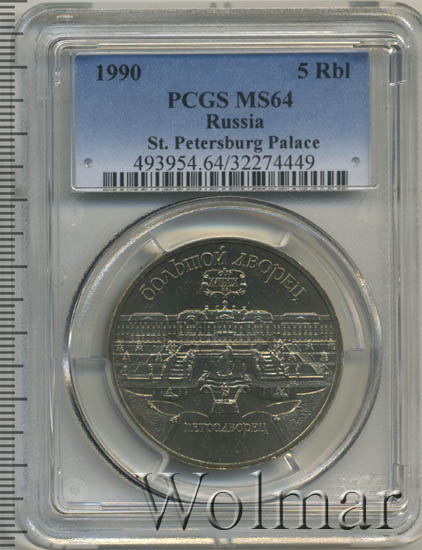 1990 5 Rbl
PCGS MS64
Russia
St. Petersburg Palace
493954.64/32274449
БОЛЬШОЙ ДВОРЕЦ
ПЕТРОДВОРЕЦ
Wolmar